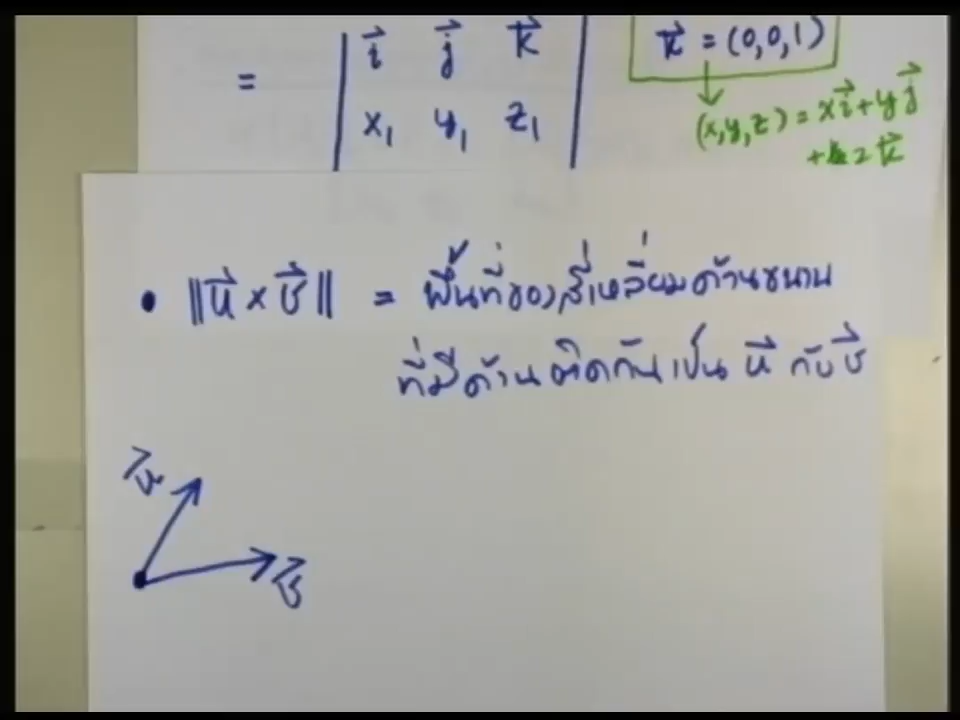 = | i⃗ j⃗ k⃗ |
x₁ y₁ z₁
k⃗ = (0,0,1)
(x,y,z) = xi⃗ + yj⃗
+ zk⃗
• ||u⃗ × v⃗|| = พื้นที่ของสี่เหลี่ยมด้านขนาน
ที่มีด้านติดกันเป็น u⃗ กับ v⃗
u⃗
v⃗